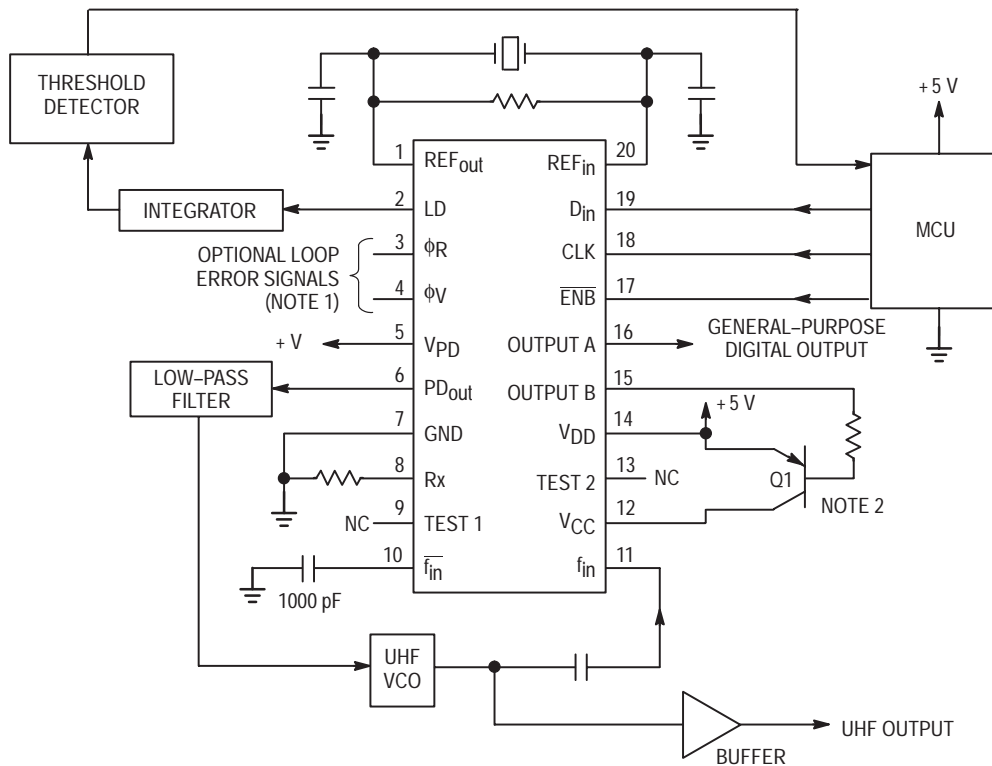 THRESHOLD
DETECTOR
INTEGRATOR
OPTIONAL LOOP
ERROR SIGNALS
(NOTE 1)
+ V
LOW–PASS
FILTER
NC
1000 pF
1 REFout
2 LD
3 ϕR
4 ϕV
5 VPD
6 PDout
7 GND
8 Rx
9 TEST 1
10 fin
REFin 20
Din 19
CLK 18
ENB 17
OUTPUT A 16
OUTPUT B 15
VDD 14
TEST 2 13
VCC 12
fin 11
+ 5 V
MCU
GENERAL–PURPOSE
DIGITAL OUTPUT
+ 5 V
NC
Q1
NOTE 2
UHF
VCO
BUFFER
UHF OUTPUT